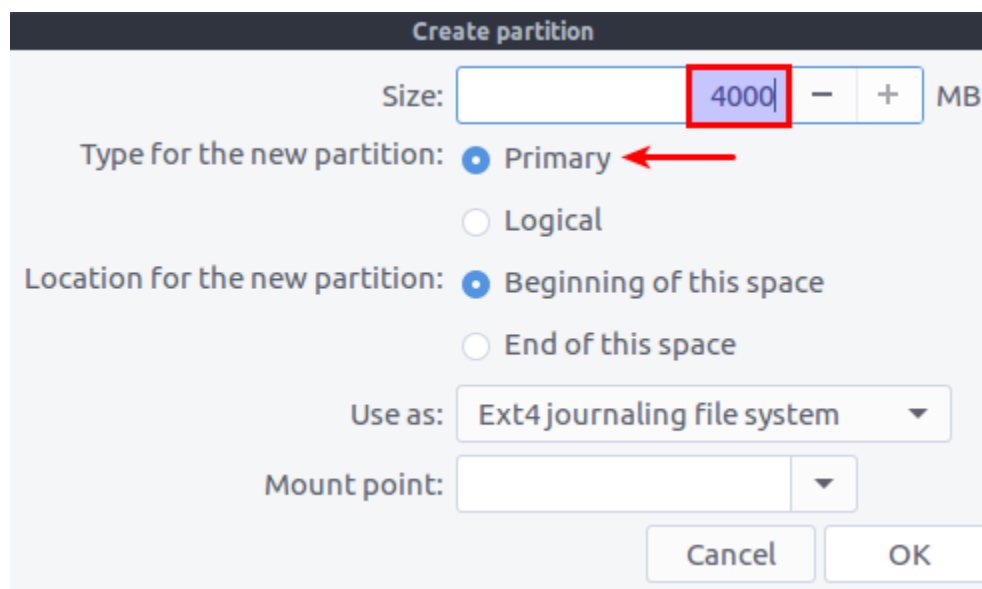 Create partition
Size: 4000 − + MB
Type for the new partition: Primary
Logical
Location for the new partition: Beginning of this space
End of this space
Use as: Ext4 journaling file system
Mount point:
Cancel OK